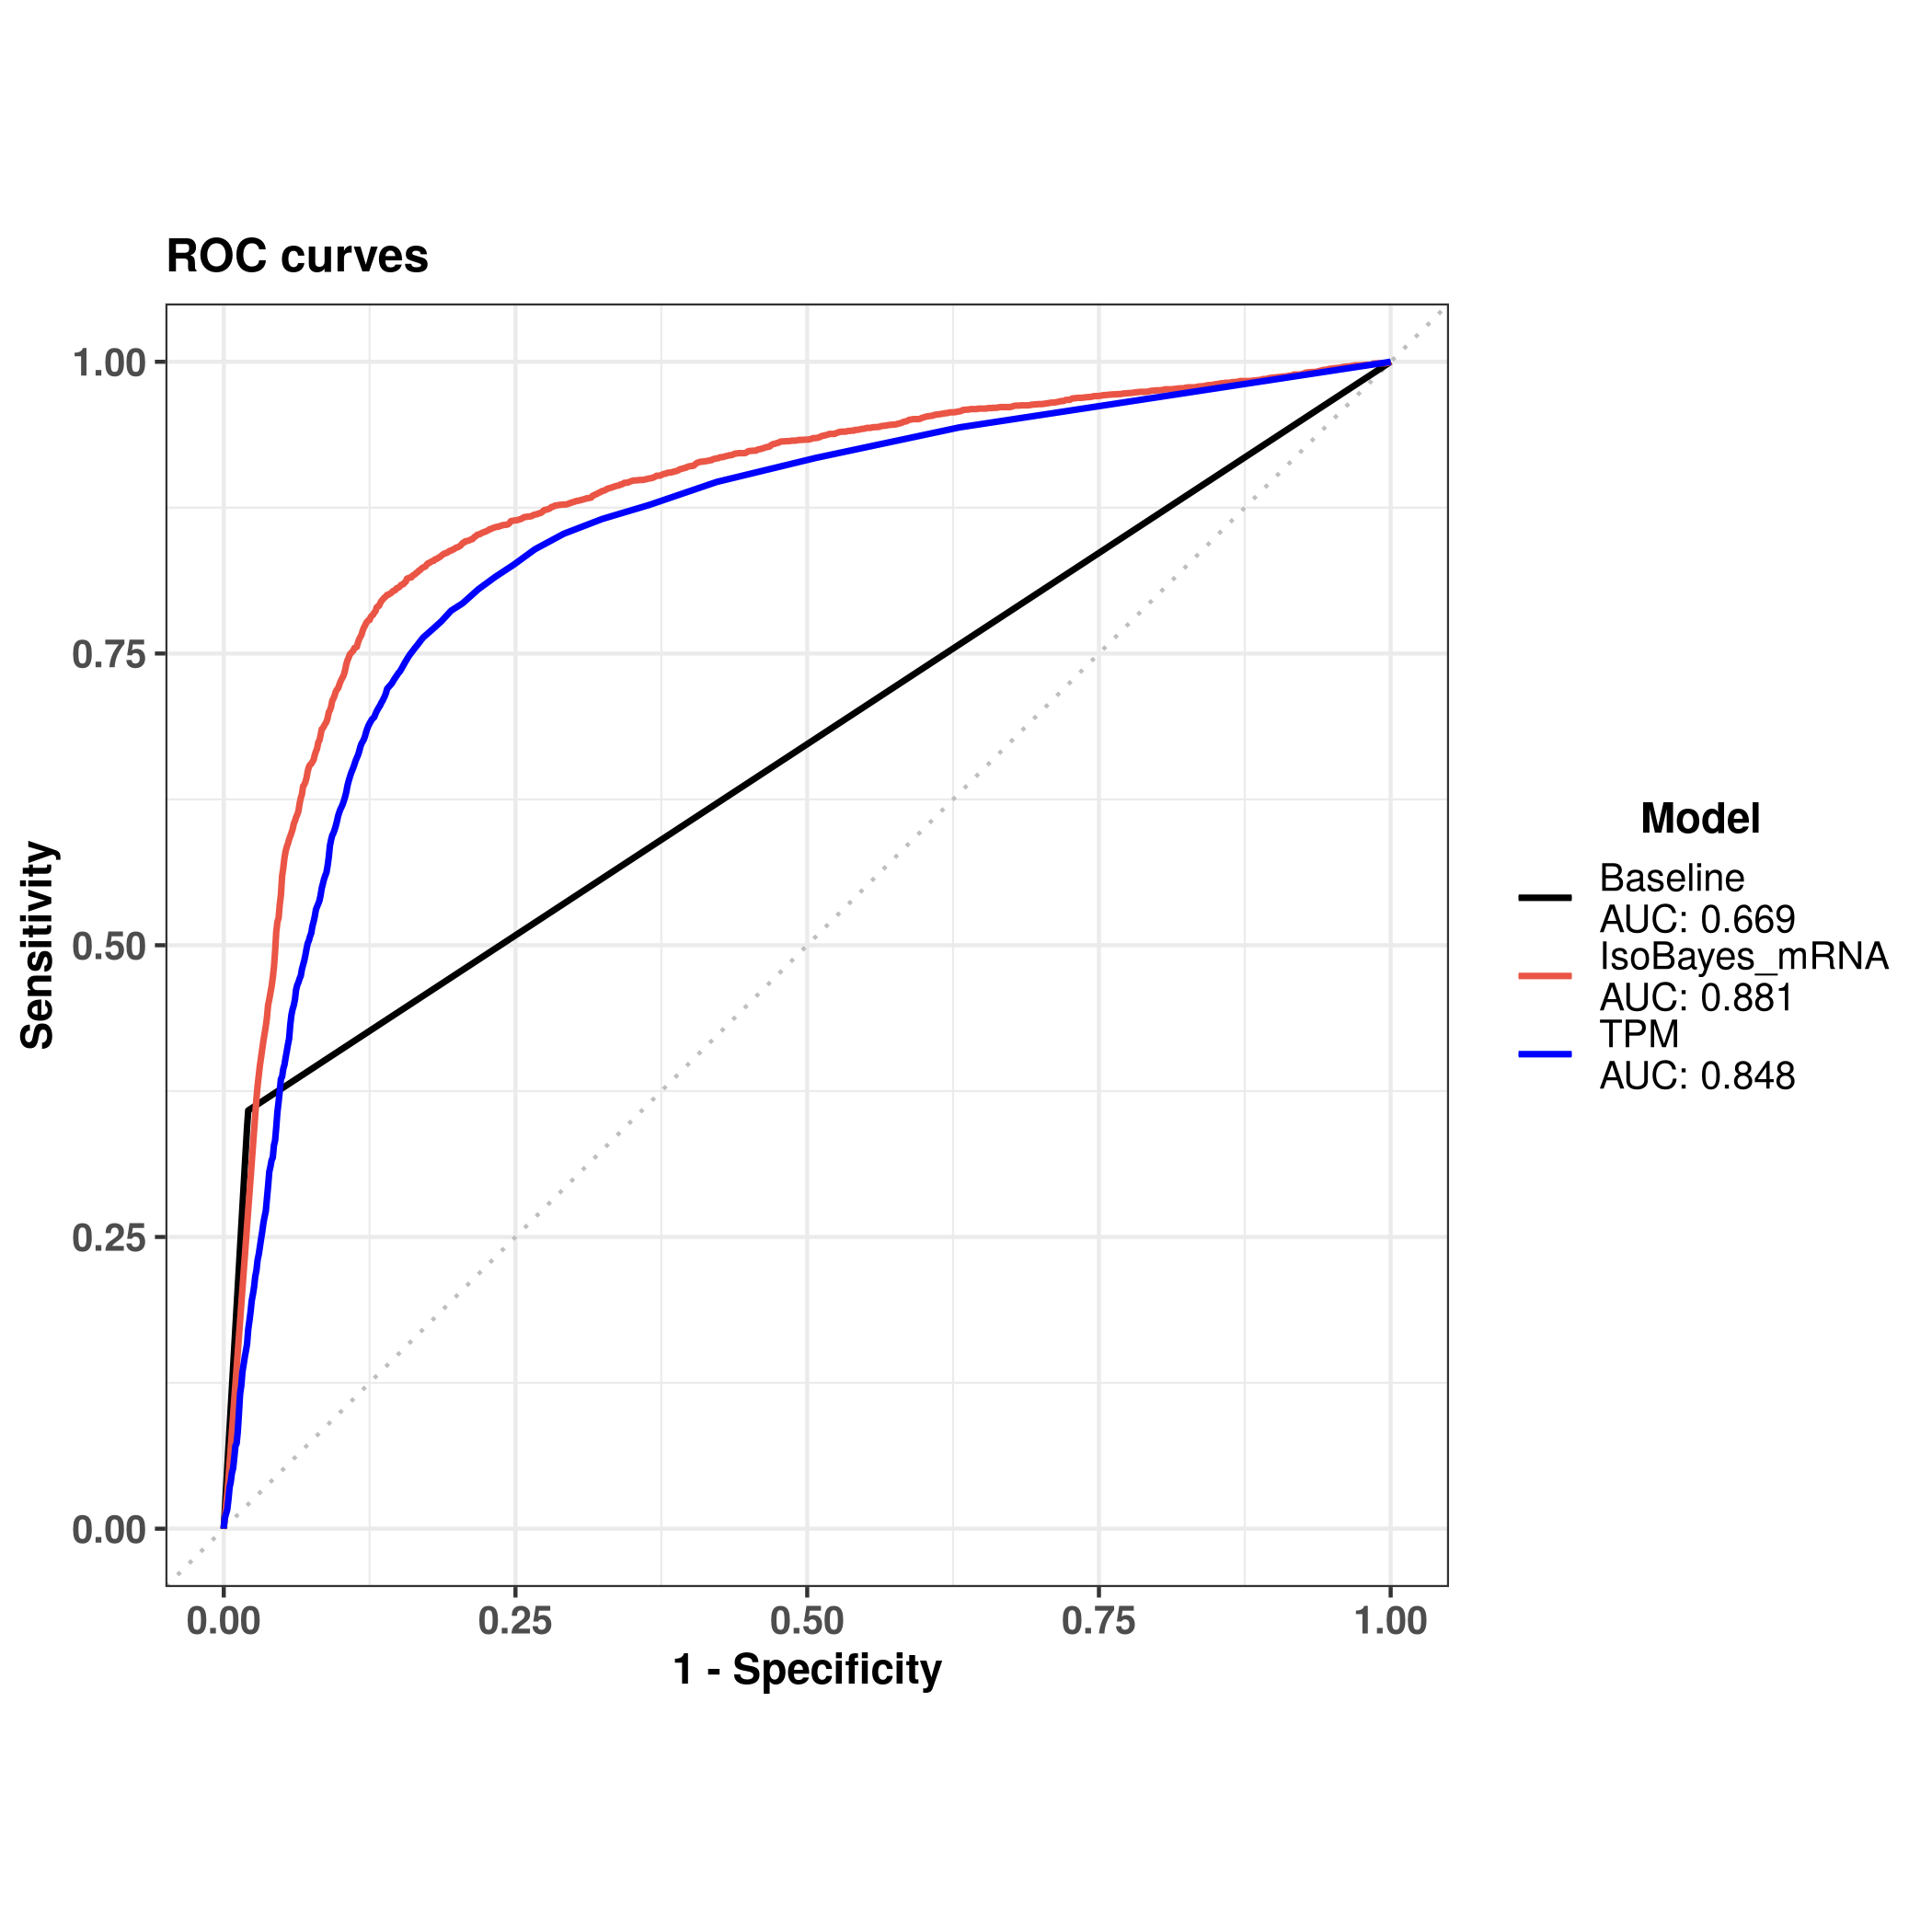 ROC curves
1.00
0.75
0.50
0.25
0.00
Sensitivity
0.00 0.25 0.50 0.75 1.00
1 - Specificity
Model
Baseline
AUC: 0.669
IsoBayes_mRNA
AUC: 0.881
TPM
AUC: 0.848